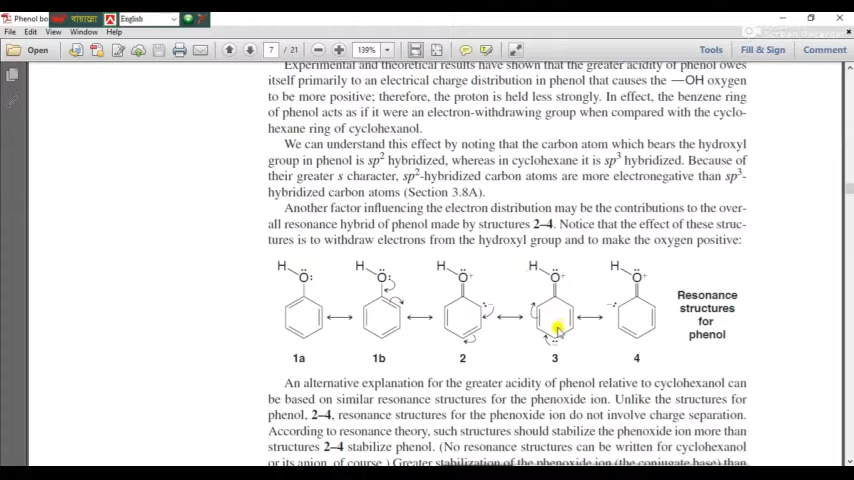 Phenol bo
বায়ান্নো
English
File Edit View Window Help
Open
7 / 21
139%
Tools Fill & Sign Comment
Experimental and theoretical results have shown that the greater acidity of phenol owes
itself primarily to an electrical charge distribution in phenol that causes the —OH oxygen
to be more positive; therefore, the proton is held less strongly. In effect, the benzene ring
of phenol acts as if it were an electron-withdrawing group when compared with the cyclo-
hexane ring of cyclohexanol.
We can understand this effect by noting that the carbon atom which bears the hydroxyl
group in phenol is sp2 hybridized, whereas in cyclohexane it is sp3 hybridized. Because of
their greater s character, sp2-hybridized carbon atoms are more electronegative than sp3-
hybridized carbon atoms (Section 3.8A).
Another factor influencing the electron distribution may be the contributions to the over-
all resonance hybrid of phenol made by structures 2–4. Notice that the effect of these struc-
tures is to withdraw electrons from the hydroxyl group and to make the oxygen positive:
H O H O H O+ H O+ H O+
Resonance
structures
for
phenol
1a 1b 2 3 4
An alternative explanation for the greater acidity of phenol relative to cyclohexanol can
be based on similar resonance structures for the phenoxide ion. Unlike the structures for
phenol, 2–4, resonance structures for the phenoxide ion do not involve charge separation.
According to resonance theory, such structures should stabilize the phenoxide ion more than
structures 2–4 stabilize phenol. (No resonance structures can be written for cyclohexanol
or its anion, of course.) Greater stabilization of the phenoxide ion (the conjugate base) than